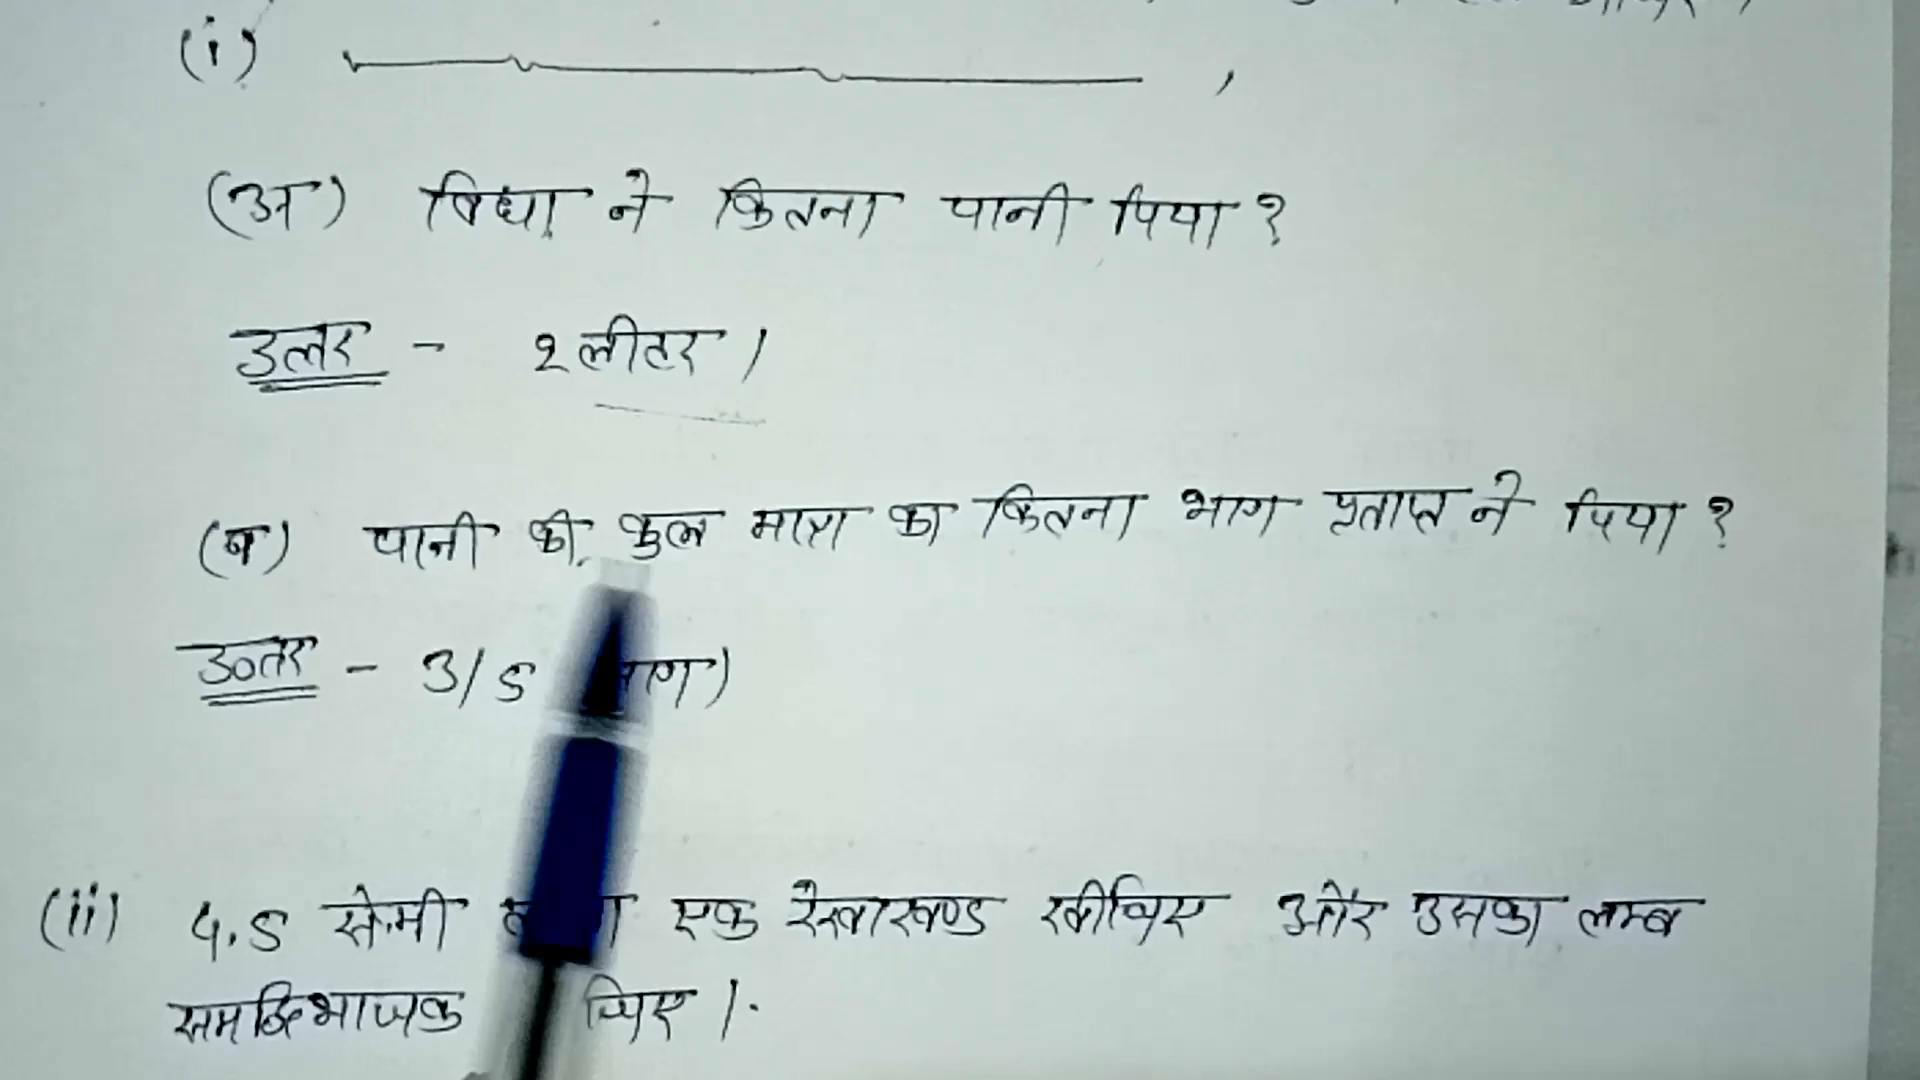 (i)
(अ) विद्या ने कितना पानी पिया?
उत्तर - 2 लीटर।
(ब) पानी की कुल मात्रा का कितना भाग प्रताप ने पिया?
उत्तर - 3/5
(ii) 4.5 सेमी एक रेखाखण्ड खींचिए और उसका लम्ब
समद्विभाजक